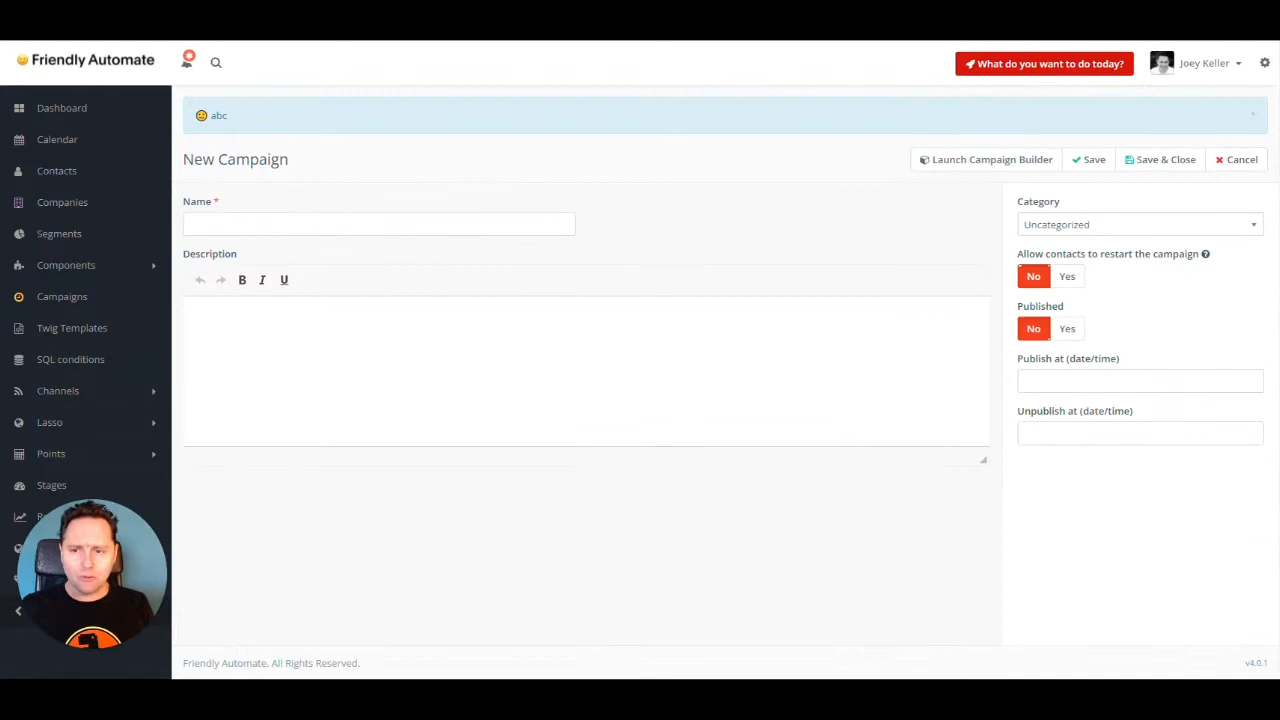 Friendly Automate
What do you want to do today?
Joey Keller
Dashboard
Calendar
Contacts
Companies
Segments
Components
Campaigns
Twig Templates
SQL conditions
Channels
Lasso
Points
Stages
abc
New Campaign
Launch Campaign Builder
Save
Save & Close
Cancel
Name *
Description
B I U
Category
Uncategorized
Allow contacts to restart the campaign
No Yes
Published
No Yes
Publish at (date/time)
Unpublish at (date/time)
Friendly Automate. All Rights Reserved.
v4.0.1